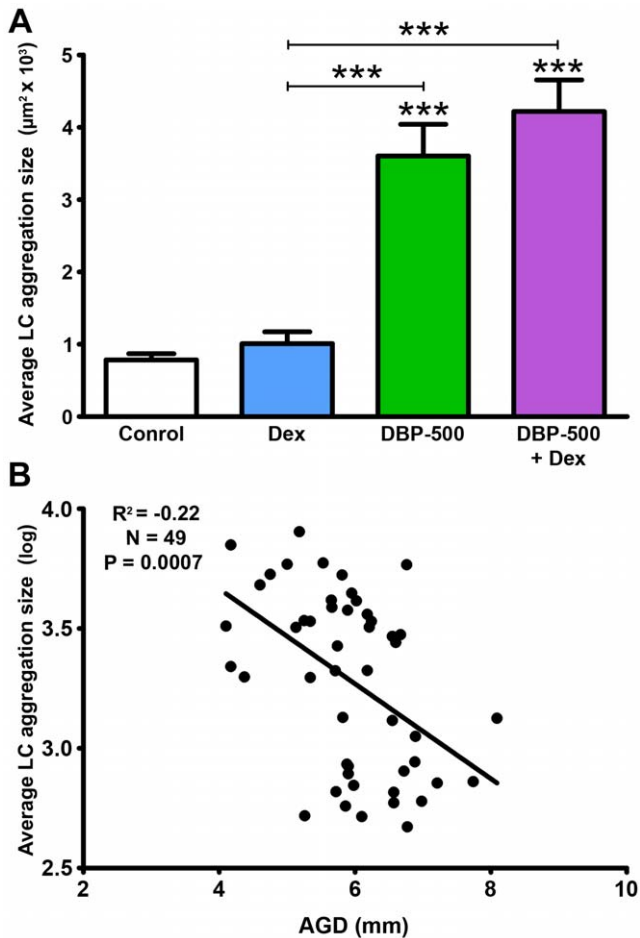 A
Average LC aggregation size (µm² x 10³)
5
4
3
2
1
0
***
***
***
***
Conrol
Dex
DBP-500
DBP-500
+ Dex
B
Average LC aggregation size (log)
4.0
3.5
3.0
2.5
R² = -0.22
N = 49
P = 0.0007
2
4
6
8
10
AGD (mm)